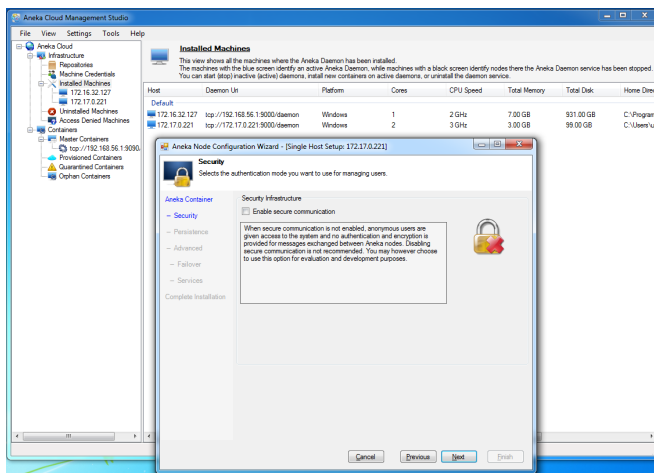 Aneka Cloud Management Studio
File View Settings Tools Help
Aneka Cloud
Infrastructure
Repositories
Machine Credentials
Installed Machines
172.16.32.127
172.17.0.221
Uninstalled Machines
Access Denied Machines
Containers
Master Containers
tcp://192.168.56.1:9090
Provisioned Containers
Quarantined Containers
Orphan Containers
Installed Machines
This view shows all the machines where the Aneka Daemon has been installed.
The machines with the blue screen identify an active Aneka Daemon, while machines with a black screen identify nodes there the Aneka Daemon service has been stopped.
You can start (stop) inactive (active) daemons, install new containers on active daemons, or uninstall the daemon service.
Host Daemon Uri Platform Cores CPU Speed Total Memory Total Disk Home Direc
Default
172.16.32.127 tcp://192.168.56.1:9000/daemon Windows 1 2 GHz 7.00 GB 931.00 GB C:\Program
172.17.0.221 tcp://172.17.0.221:9000/daemon Windows 2 3 GHz 3.00 GB 99.00 GB C:\Users\u
Aneka Node Configuration Wizard - [Single Host Setup: 172.17.0.221]
Security
Selects the authentication mode you want to use for managing users.
Aneka Container
– Security
– Persistence
– Advanced
– Failover
– Services
Complete Installation
Security Infrastructure
Enable secure communication
When secure communication is not enabled, anonymous users are
given access to the system and no authentication and encryption is
provided for messages exchanged between Aneka nodes. Disabling
secure communication is not recommended. You may however choose
to use this option for evaluation and development purposes.
Cancel Previous Next Finish